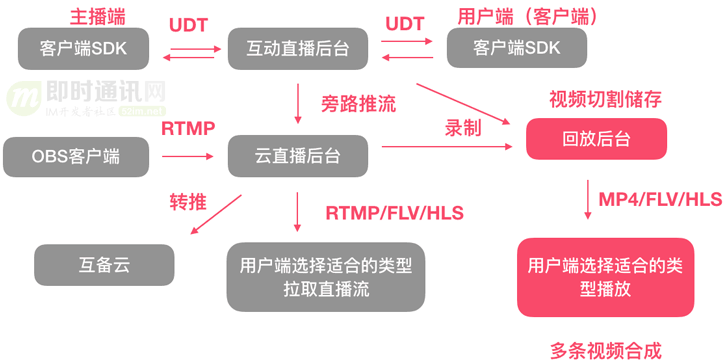 主播端
用户端（客户端）
UDT
UDT
客户端SDK
互动直播后台
客户端SDK
即时通讯网
IM开发者社区
52im.net
旁路推流
视频切割储存
录制
RTMP
OBS客户端
云直播后台
回放后台
转推
RTMP/FLV/HLS
MP4/FLV/HLS
互备云
用户端选择适合的类型
拉取直播流
用户端选择适合的类
型播放
多条视频合成